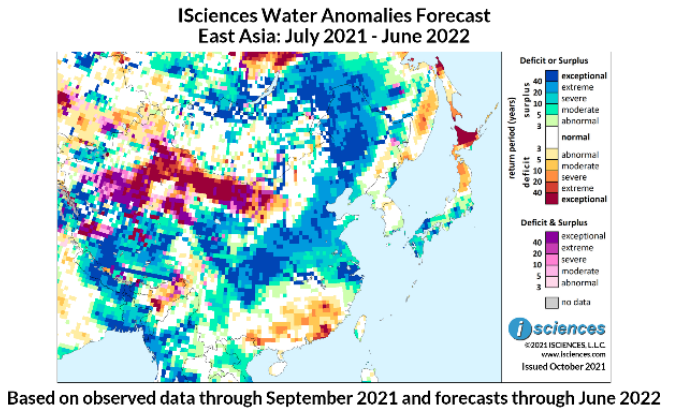 ISciences Water Anomalies Forecast
East Asia: July 2021 - June 2022
Deficit or Surplus
exceptional
40
extreme
20
severe
10
moderate
5
abnormal
3
normal
3
abnormal
5
moderate
10
severe
20
extreme
40
exceptional
surplus
deficit
return period (years)
Deficit & Surplus
exceptional
40
extreme
20
severe
10
moderate
5
abnormal
3
no data
i sciences
©2021 ISCIENCES, L.L.C.
www.isciences.com
Issued October 2021
Based on observed data through September 2021 and forecasts through June 2022